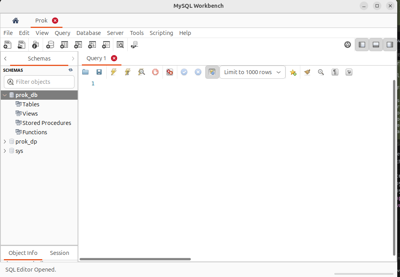 MySQL Workbench
Prok
File Edit View Query Database Server Tools Scripting Help
Schemas
Query 1
SCHEMAS
Filter objects
Limit to 1000 rows
1
prok_db
Tables
Views
Stored Procedures
Functions
prok_dp
sys
Object Info Session
SQL Editor Opened.